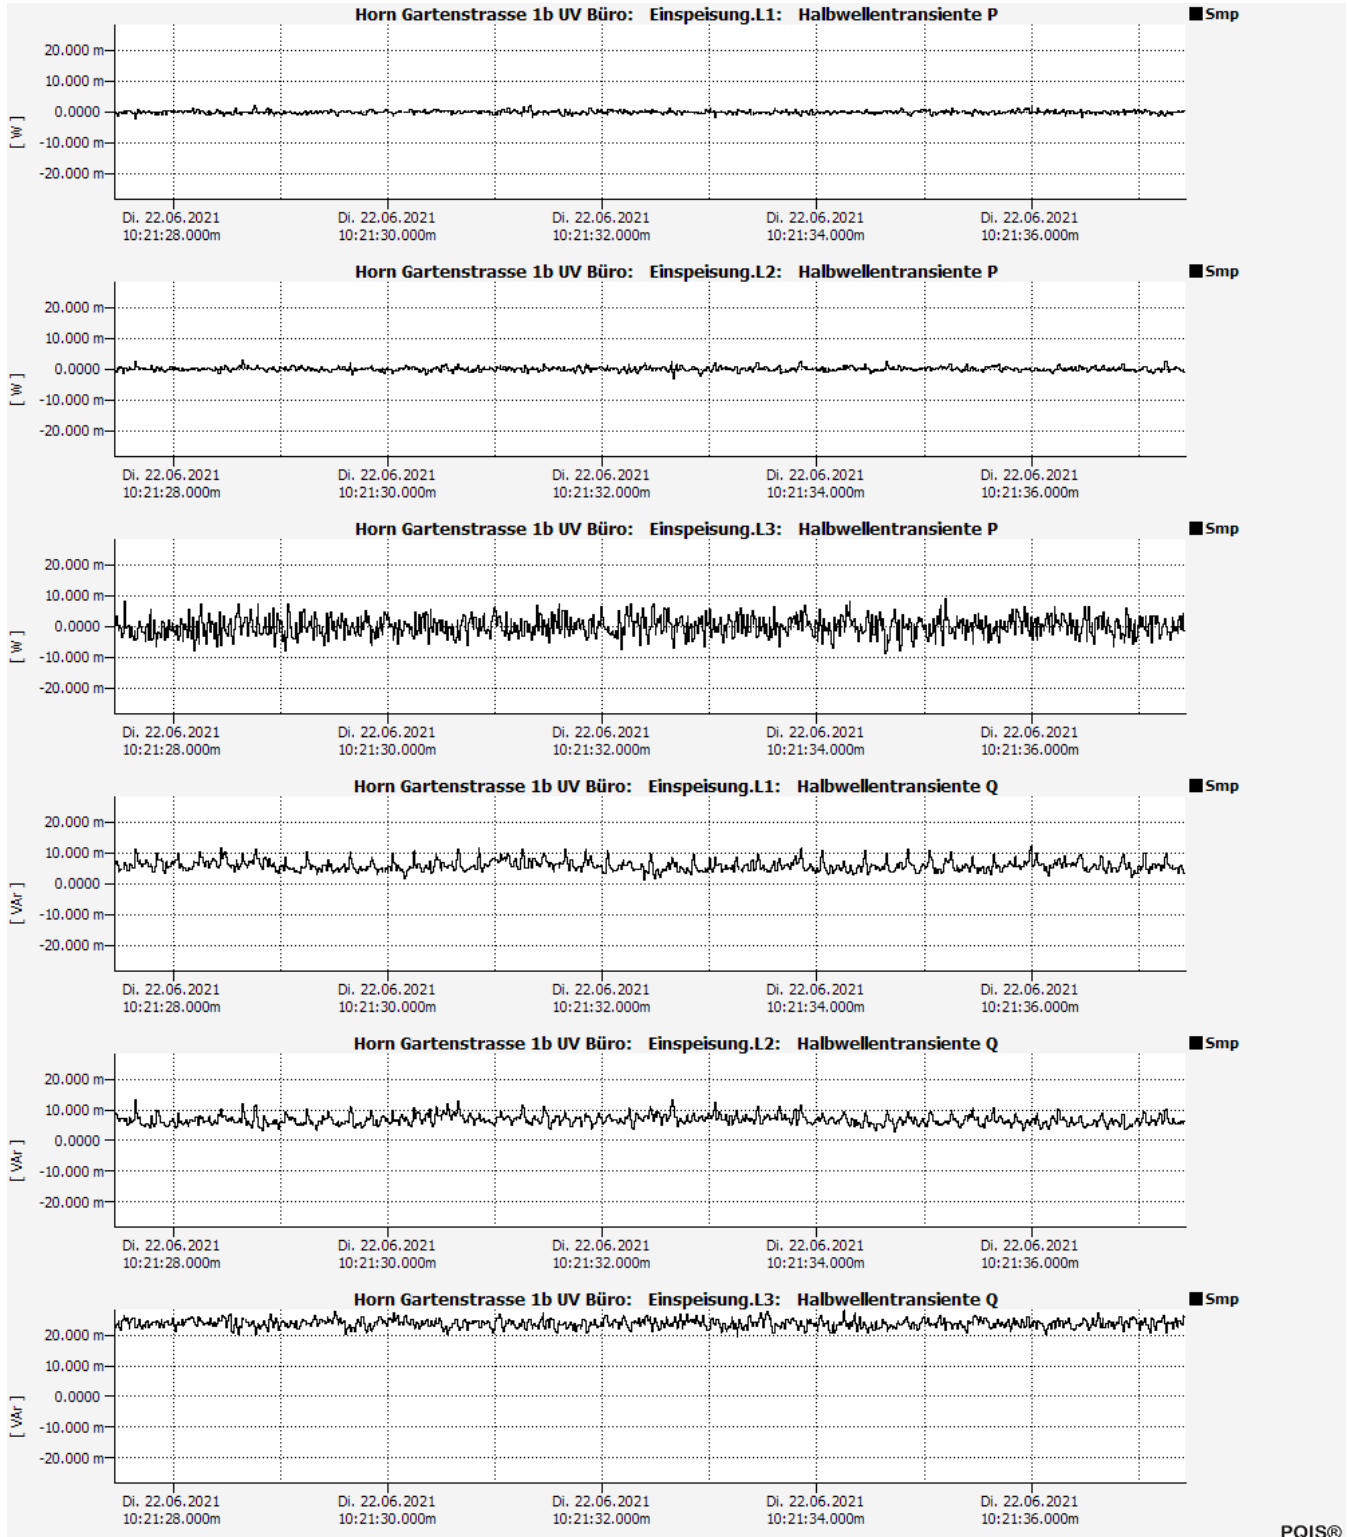 Horn Gartenstrasse 1b UV Büro: Einspeisung.L1: Halbwellentransiente P
Smp
20.000 m
10.000 m
0.0000
-10.000 m
-20.000 m
[ W ]
Di. 22.06.2021 Di. 22.06.2021 Di. 22.06.2021 Di. 22.06.2021 Di. 22.06.2021
10:21:28.000m 10:21:30.000m 10:21:32.000m 10:21:34.000m 10:21:36.000m
Horn Gartenstrasse 1b UV Büro: Einspeisung.L2: Halbwellentransiente P
Smp
20.000 m
10.000 m
0.0000
-10.000 m
-20.000 m
[ W ]
Di. 22.06.2021 Di. 22.06.2021 Di. 22.06.2021 Di. 22.06.2021 Di. 22.06.2021
10:21:28.000m 10:21:30.000m 10:21:32.000m 10:21:34.000m 10:21:36.000m
Horn Gartenstrasse 1b UV Büro: Einspeisung.L3: Halbwellentransiente P
Smp
20.000 m
10.000 m
0.0000
-10.000 m
-20.000 m
[ W ]
Di. 22.06.2021 Di. 22.06.2021 Di. 22.06.2021 Di. 22.06.2021 Di. 22.06.2021
10:21:28.000m 10:21:30.000m 10:21:32.000m 10:21:34.000m 10:21:36.000m
Horn Gartenstrasse 1b UV Büro: Einspeisung.L1: Halbwellentransiente Q
Smp
20.000 m
10.000 m
0.0000
-10.000 m
-20.000 m
[ VAr ]
Di. 22.06.2021 Di. 22.06.2021 Di. 22.06.2021 Di. 22.06.2021 Di. 22.06.2021
10:21:28.000m 10:21:30.000m 10:21:32.000m 10:21:34.000m 10:21:36.000m
Horn Gartenstrasse 1b UV Büro: Einspeisung.L2: Halbwellentransiente Q
Smp
20.000 m
10.000 m
0.0000
-10.000 m
-20.000 m
[ VAr ]
Di. 22.06.2021 Di. 22.06.2021 Di. 22.06.2021 Di. 22.06.2021 Di. 22.06.2021
10:21:28.000m 10:21:30.000m 10:21:32.000m 10:21:34.000m 10:21:36.000m
Horn Gartenstrasse 1b UV Büro: Einspeisung.L3: Halbwellentransiente Q
Smp
20.000 m
10.000 m
0.0000
-10.000 m
-20.000 m
[ VAr ]
Di. 22.06.2021 Di. 22.06.2021 Di. 22.06.2021 Di. 22.06.2021 Di. 22.06.2021
10:21:28.000m 10:21:30.000m 10:21:32.000m 10:21:34.000m 10:21:36.000m
PQIS®